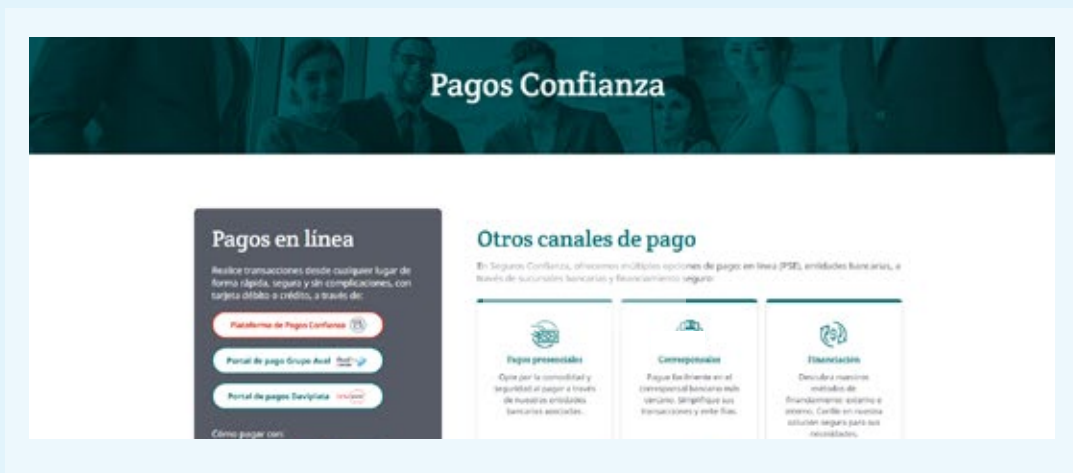 Pagos Confianza
Pagos en línea
Realice transacciones desde cualquier lugar de
forma rápida, segura y sin complicaciones, con
tarjeta débito o crédito, a través de:
Plataforma de Pagos Confianza
Portal de pago Grupo Aval
Portal de pagos Daviplata
Cómo pagar con:
Otros canales de pago
En Seguros Confianza, ofrecemos múltiples opciones de pagos en línea (PSE), entidades bancarias, a
través de sucursales bancarias y financiamiento seguro:
Pagos presenciales
Opte por la comodidad y
seguridad al pagar a través
de nuestras entidades
bancarias asociadas.
Corresponsales
Pague fácilmente en el
corresponsal bancario más
cercano. Simplifique sus
transacciones y evite filas.
Financiación
Descubra nuestros
métodos de
financiamiento externo e
interno. Confíe en nuestra
solución segura para sus
necesidades.